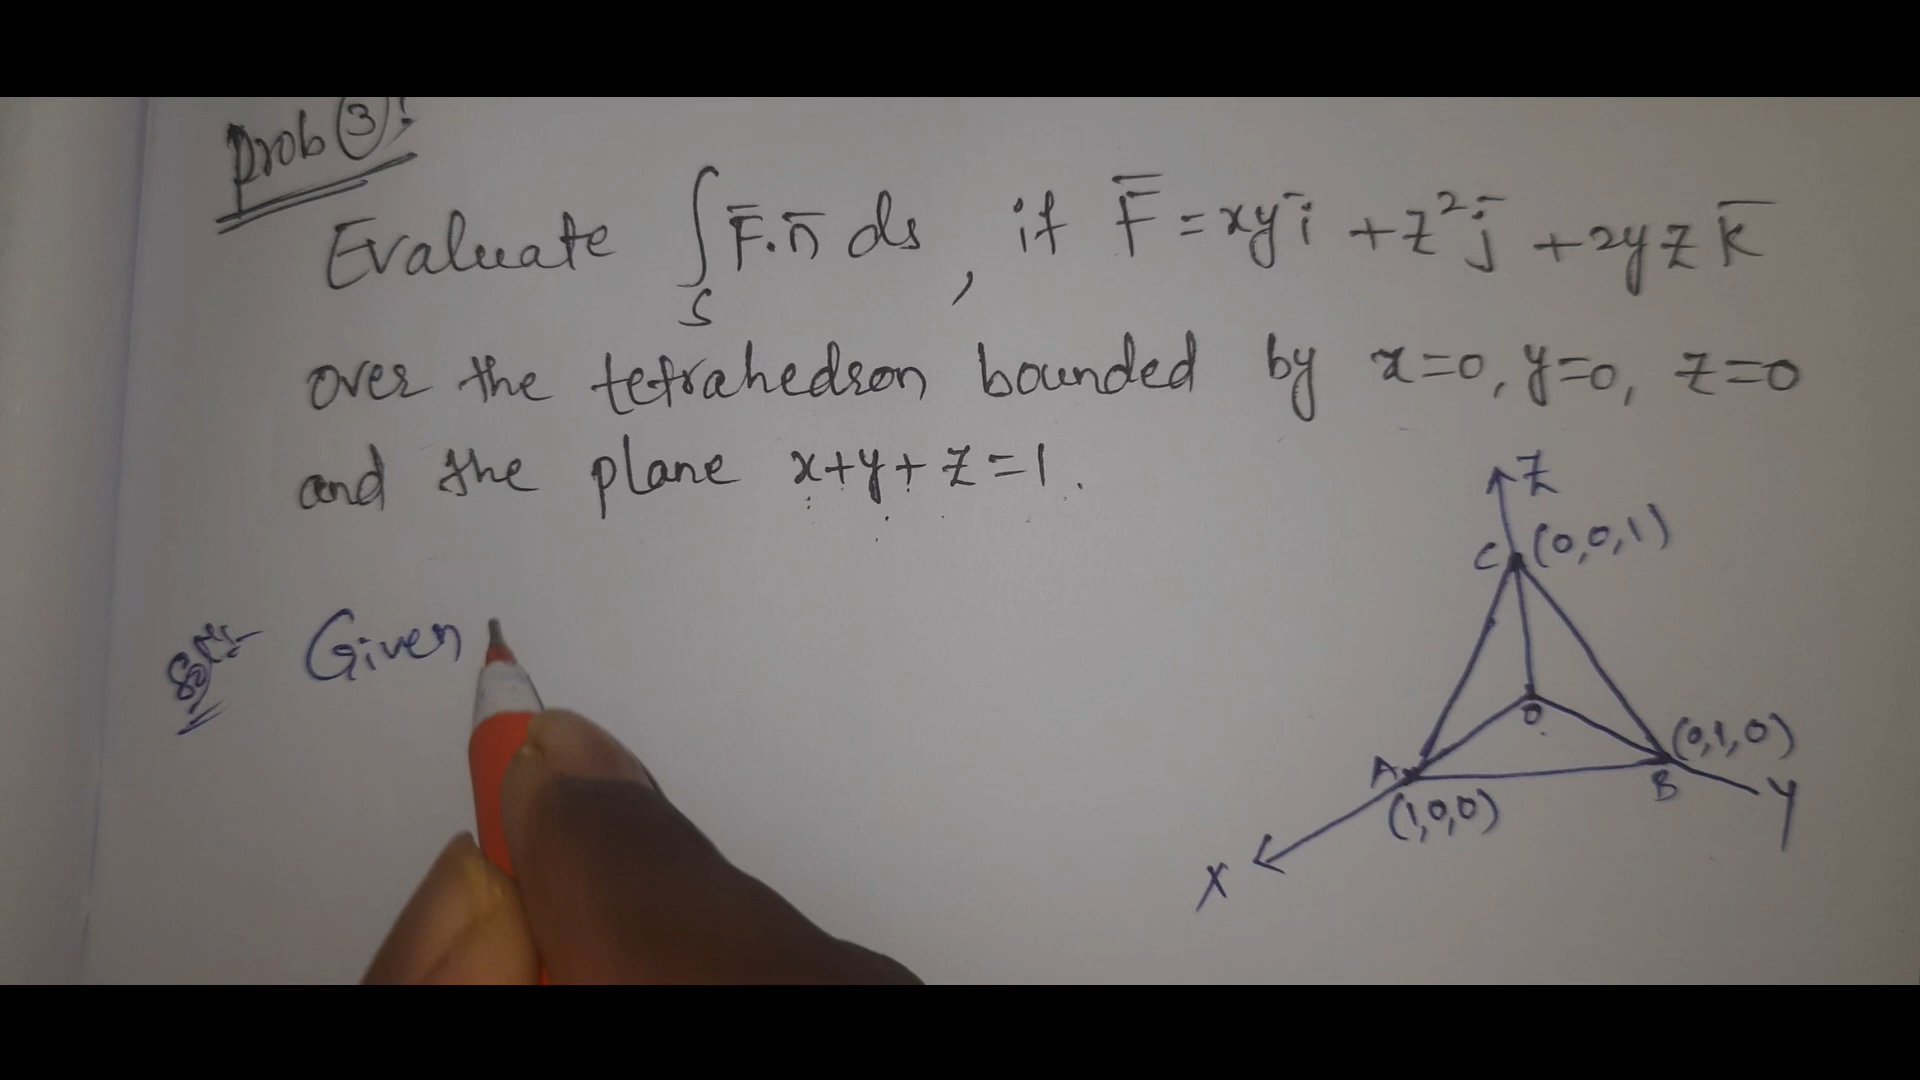 Prob ③:
Evaluate ∫_S F̄.n̄ ds, if F̄ = xy ī + z² j̄ + 2yz k̄
over the tetrahedron bounded by x=0, y=0, z=0
and the plane x+y+z=1.
Z
C (0,0,1)
Sol:- Given
O
(0,1,0)
A B
(1,0,0) Y
X